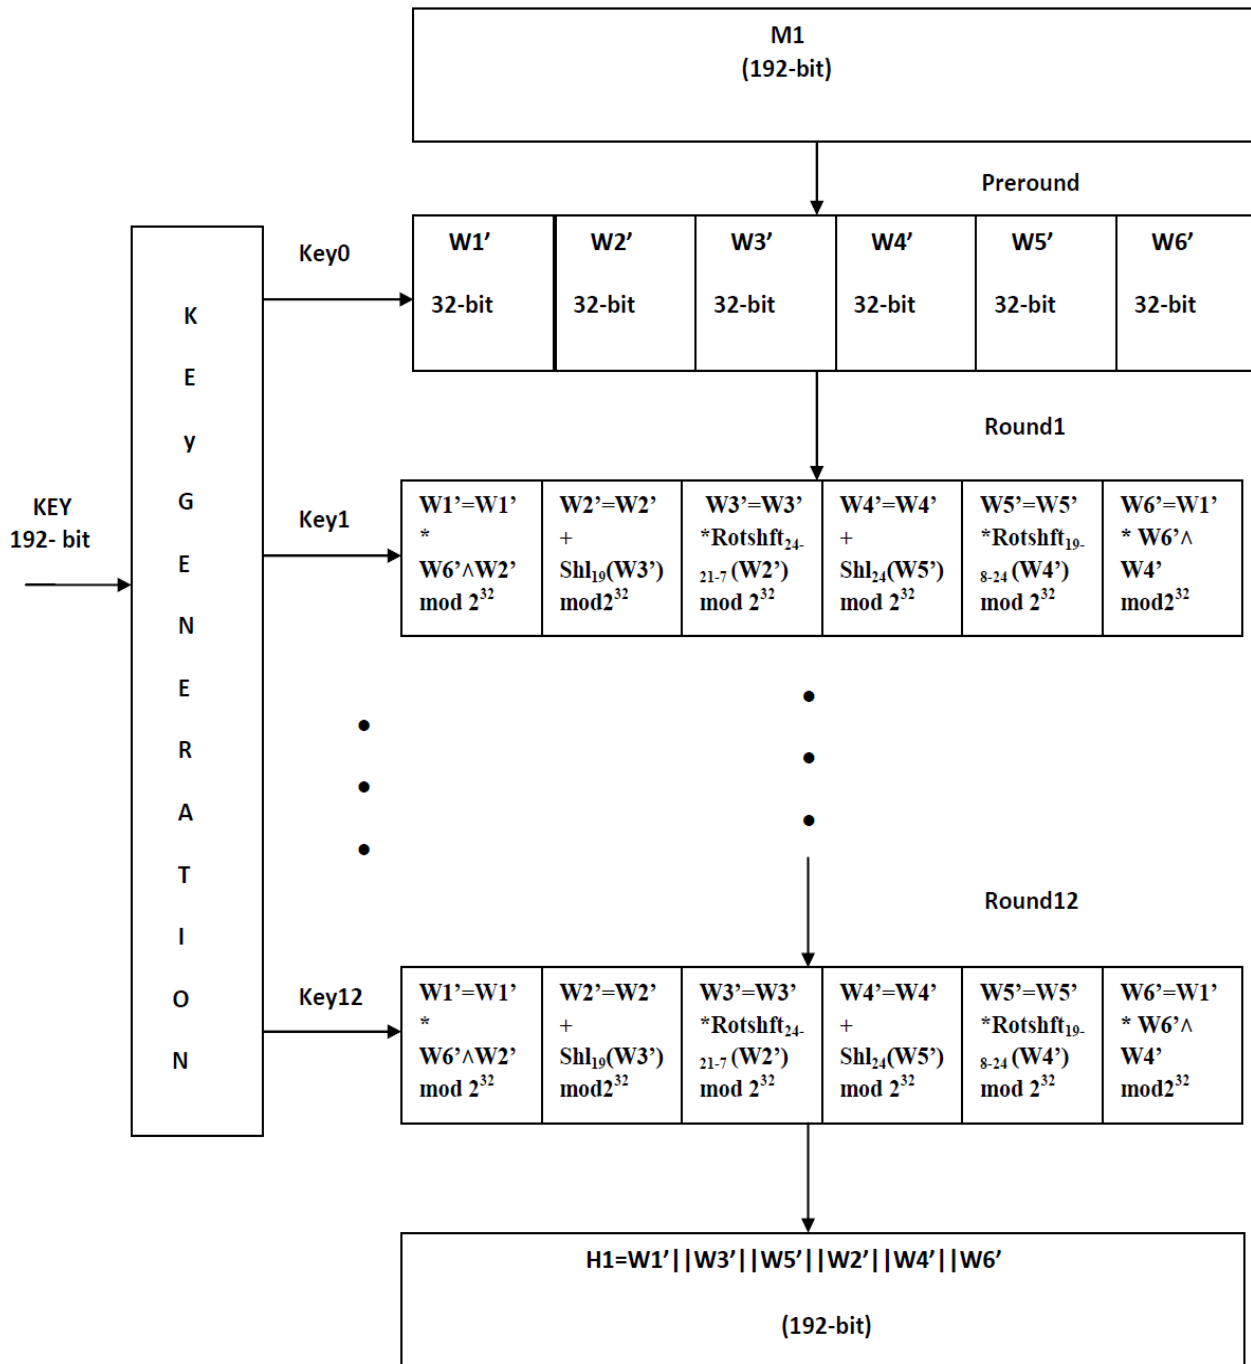 M1
(192-bit)
Preround
Key0
W1’
W2’
W3’
W4’
W5’
W6’
32-bit
32-bit
32-bit
32-bit
32-bit
32-bit
K
E
y
G
E
N
E
R
A
T
I
O
N
KEY
192- bit
Round1
Key1
W1’=W1’
*
W6’∧W2’
mod 2³²
W2’=W2’
+
Shl₁₉(W3’)
mod2³²
W3’=W3’
*Rotshft₂₄₋
₂₁₋₇(W2’)
mod 2³²
W4’=W4’
+
Shl₂₄(W5’)
mod 2³²
W5’=W5’
*Rotshft₁₉₋
₈₋₂₄(W4’)
mod 2³²
W6’=W1’
* W6’∧
W4’
mod2³²
Round12
Key12
W1’=W1’
*
W6’∧W2’
mod 2³²
W2’=W2’
+
Shl₁₉(W3’)
mod2³²
W3’=W3’
*Rotshft₂₄₋
₂₁₋₇(W2’)
mod 2³²
W4’=W4’
+
Shl₂₄(W5’)
mod 2³²
W5’=W5’
*Rotshft₁₉₋
₈₋₂₄(W4’)
mod 2³²
W6’=W1’
* W6’∧
W4’
mod2³²
H1=W1’||W3’||W5’||W2’||W4’||W6’
(192-bit)